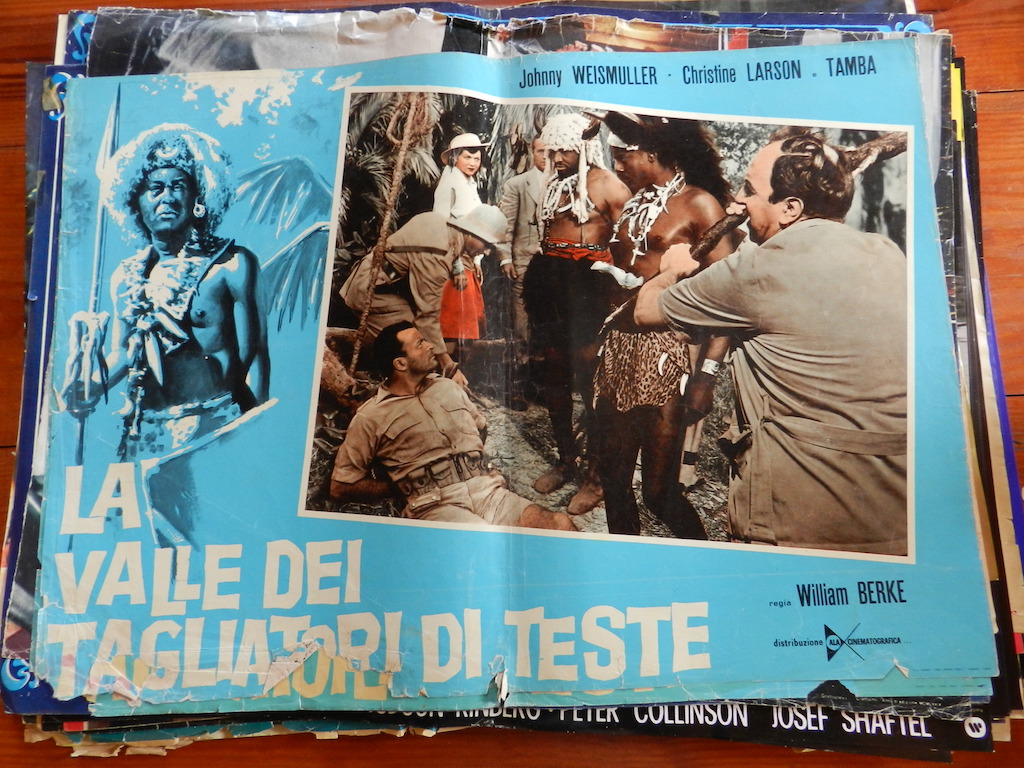 Johnny WEISMULLER · Christine LARSON · TAMBA
LA
VALLE DEI
TAGLIATORI DI TESTE
regia William BERKE
distribuzione ALA CINEMATOGRAFICA
PETER COLLINSON JOSEF SHAFTEL